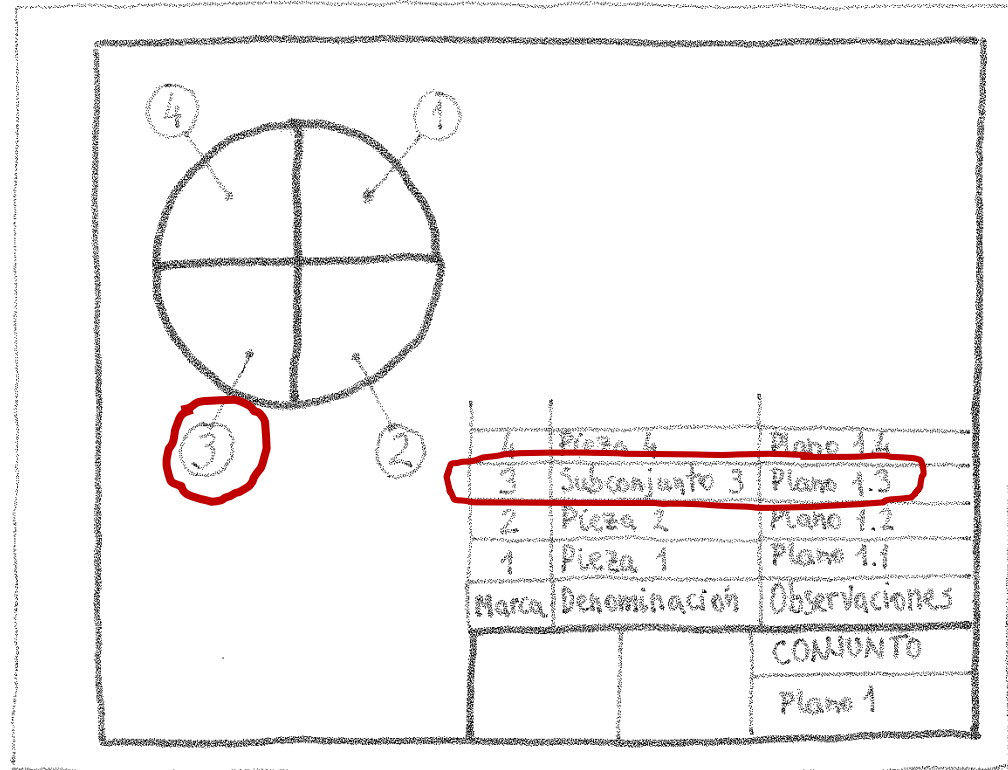 4 1
3 2
4 Pieza 4 Plano 1.4
3 Subconjunto 3 Plano 1.3
2 Pieza 2 Plano 1.2
1 Pieza 1 Plano 1.1
Marca Denominación Observaciones
CONJUNTO
Plano 1